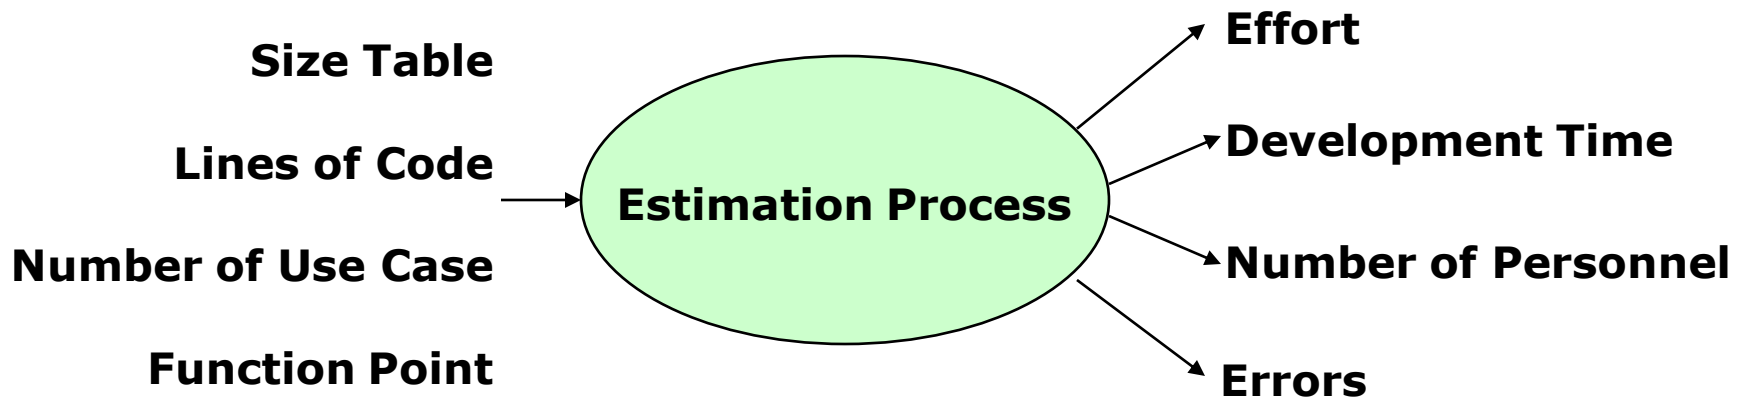 Size Table
Lines of Code
Number of Use Case
Function Point
Estimation Process
Effort
Development Time
Number of Personnel
Errors